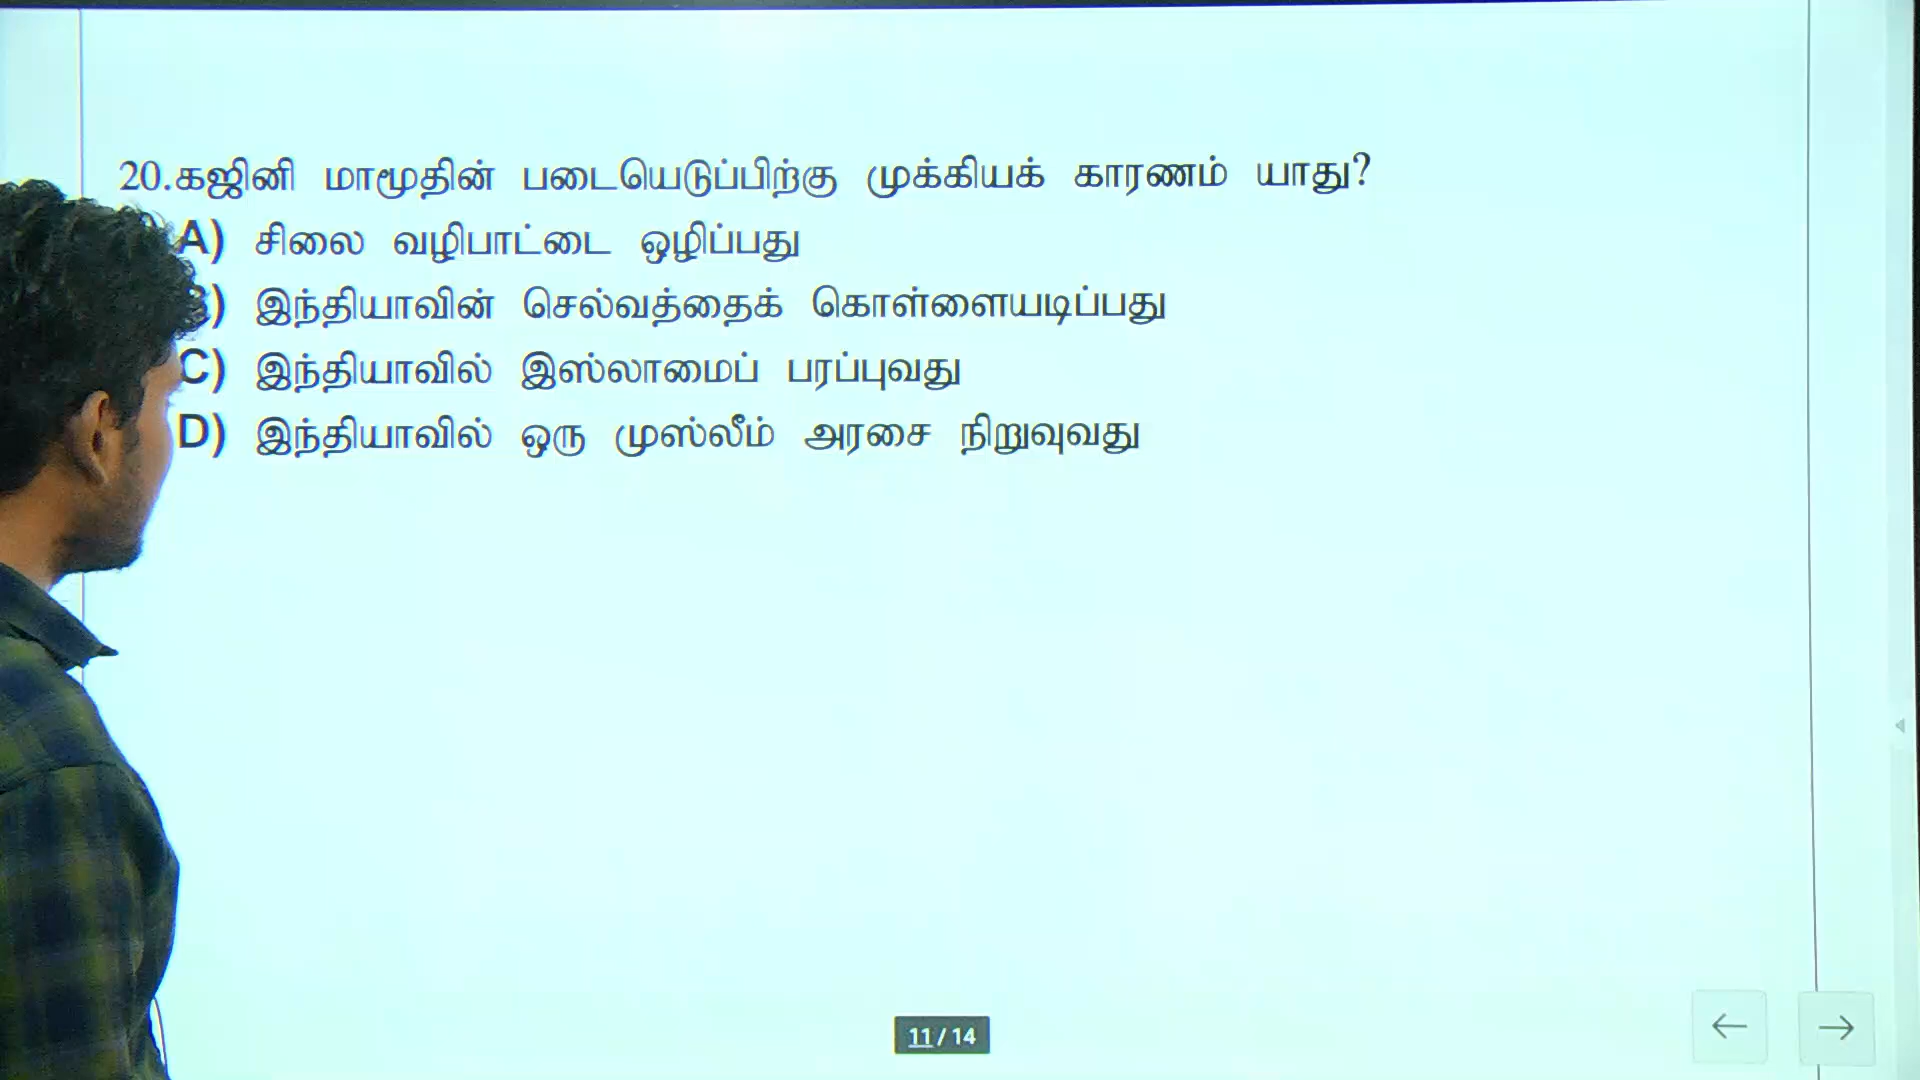 20.கஜினி மாமூதின் படையெடுப்பிற்கு முக்கியக் காரணம் யாது?
A) சிலை வழிபாட்டை ஒழிப்பது
B) இந்தியாவின் செல்வத்தைக் கொள்ளையடிப்பது
C) இந்தியாவில் இஸ்லாமைப் பரப்புவது
D) இந்தியாவில் ஒரு முஸ்லீம் அரசை நிறுவுவது
11 / 14